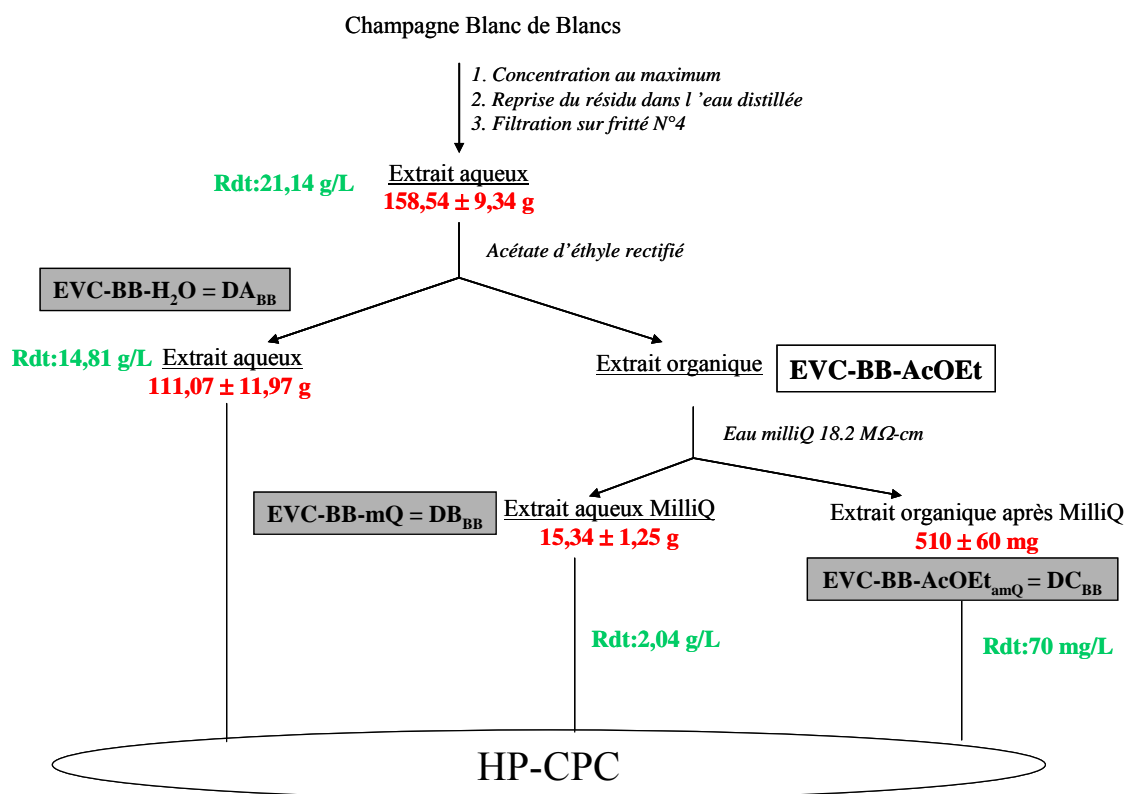 Champagne Blanc de Blancs
1. Concentration au maximum
2. Reprise du résidu dans l ’eau distillée
3. Filtration sur fritté N°4
Rdt:21,14 g/L
Extrait aqueux
158,54 ± 9,34 g
Acétate d’éthyle rectifié
EVC-BB-H₂O = DA_BB
Rdt:14,81 g/L
Extrait aqueux
111,07 ± 11,97 g
Extrait organique
EVC-BB-AcOEt
Eau milliQ 18.2 MΩ-cm
EVC-BB-mQ = DB_BB
Extrait aqueux MilliQ
15,34 ± 1,25 g
Extrait organique après MilliQ
510 ± 60 mg
EVC-BB-AcOEt_amQ = DC_BB
Rdt:2,04 g/L
Rdt:70 mg/L
HP-CPC